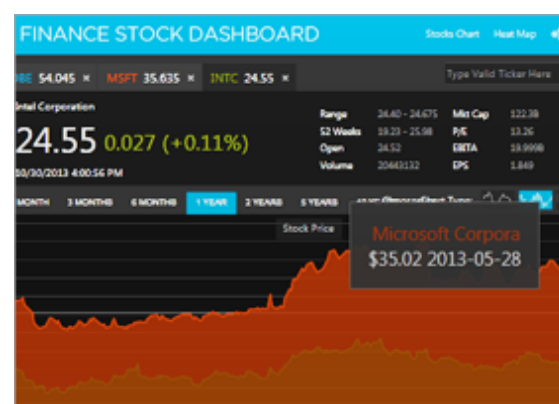 FINANCE STOCK DASHBOARD
Stocks Chart Heat Map
54.045 × MSFT 35.635 × INTC 24.55 ×
Type Valid Ticker Here
Intel Corporation
24.55 0.027 (+0.11%)
10/30/2013 4:00:56 PM
Range 24.40 - 24.675 Mkt Cap 122.3B
52 Weeks 19.23 - 25.98 P/E 13.26
Open 24.52 EBITA 19.999B
Volume 20443132 EPS 1.849
MONTH 3 MONTHS 6 MONTHS 1 YEAR 2 YEARS 5 YEARS
Stock Price
Microsoft Corpora
$35.02 2013-05-28